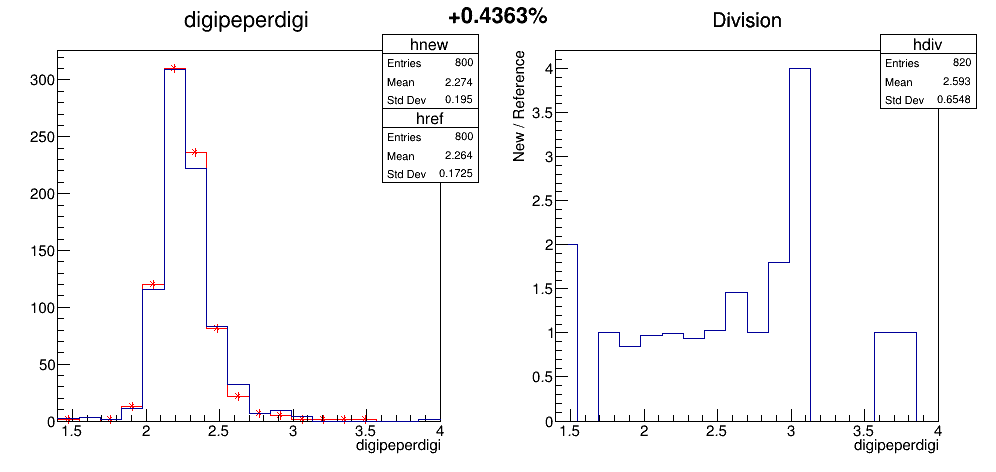 +0.4363%
digipeperdigi
hnew
Entries 800
Mean 2.274
Std Dev 0.195
href
Entries 800
Mean 2.264
Std Dev 0.1725
300
250
200
150
100
50
0
1.5 2 2.5 3 3.5 4
digipeperdigi
Division
hdiv
Entries 820
Mean 2.593
Std Dev 0.6548
New / Reference
4
3.5
3
2.5
2
1.5
1
0.5
0
1.5 2 2.5 3 3.5 4
digipeperdigi